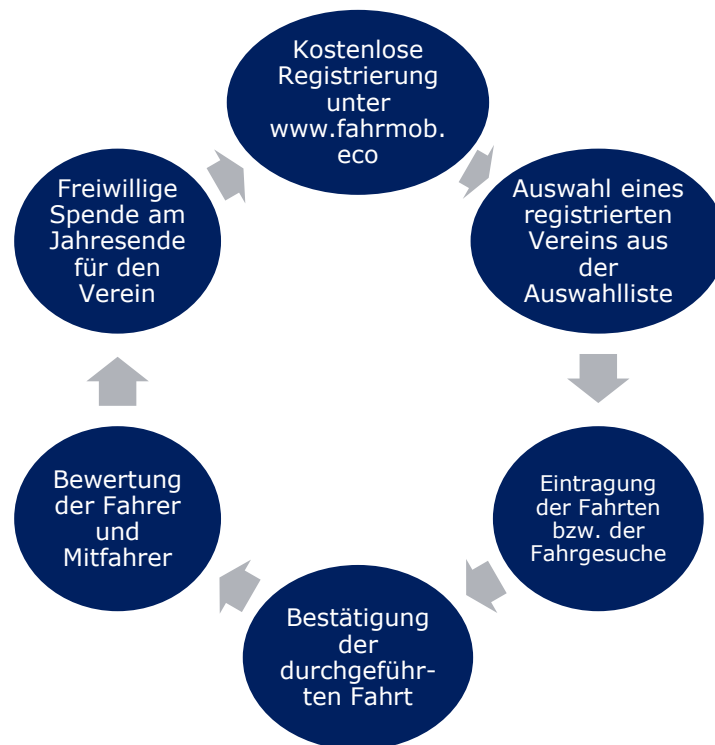 Kostenlose
Registrierung
unter
www.fahrmob.
eco
Auswahl eines
registrierten
Vereins aus
der
Auswahlliste
Eintragung
der Fahrten
bzw. der
Fahrgesuche
Bestätigung
der
durchgeführ-
ten Fahrt
Bewertung
der Fahrer
und
Mitfahrer
Freiwillige
Spende am
Jahresende
für den
Verein